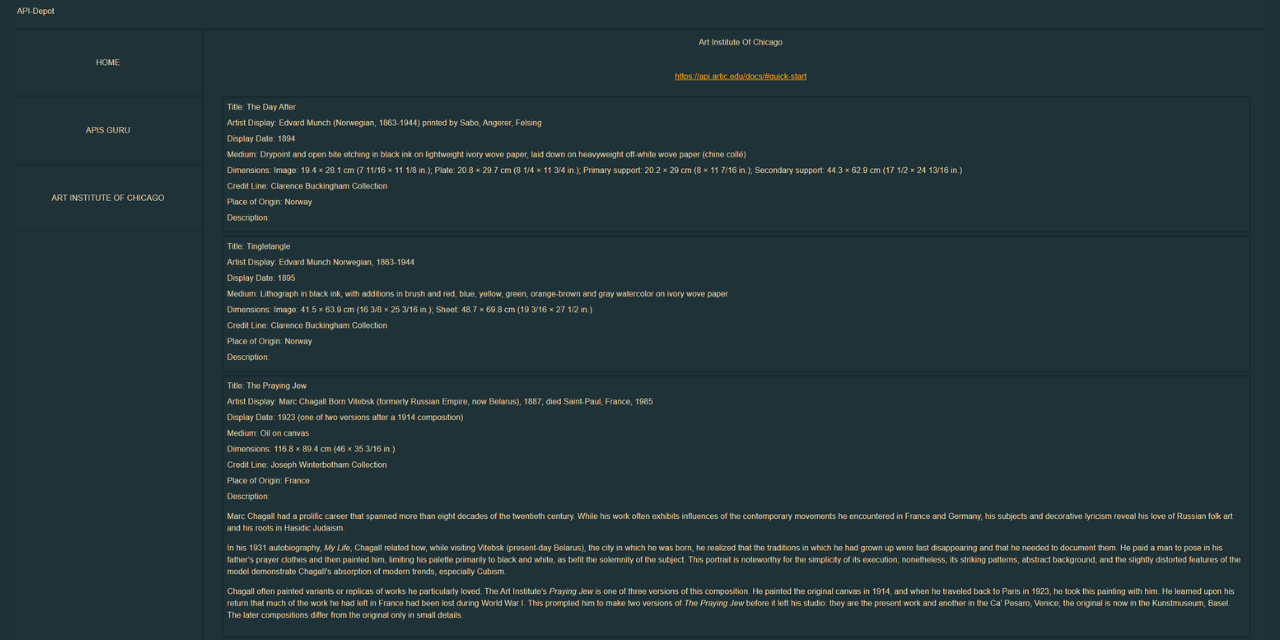 API-Depot
HOME
APIS.GURU
ART INSTITUTE OF CHICAGO
Art Institute Of Chicago
https://api.artic.edu/docs/#quick-start
Title: The Day After
Artist Display: Edvard Munch (Norwegian, 1863-1944) printed by Sabo, Angerer, Felsing
Display Date: 1894
Medium: Drypoint and open bite etching in black ink on lightweight ivory wove paper, laid down on heavyweight off-white wove paper (chine collé)
Dimensions: Image: 19.4 × 28.1 cm (7 11/16 × 11 1/8 in.); Plate: 20.8 × 29.7 cm (8 1/4 × 11 3/4 in.); Primary support: 20.2 × 29 cm (8 × 11 7/16 in.); Secondary support: 44.3 × 62.9 cm (17 1/2 × 24 13/16 in.)
Credit Line: Clarence Buckingham Collection
Place of Origin: Norway
Description:
Title: Tingletangle
Artist Display: Edvard Munch Norwegian, 1863-1944
Display Date: 1895
Medium: Lithograph in black ink, with additions in brush and red, blue, yellow, green, orange-brown and gray watercolor on ivory wove paper
Dimensions: Image: 41.5 × 63.9 cm (16 3/8 × 25 3/16 in.); Sheet: 48.7 × 69.8 cm (19 3/16 × 27 1/2 in.)
Credit Line: Clarence Buckingham Collection
Place of Origin: Norway
Description:
Title: The Praying Jew
Artist Display: Marc Chagall Born Vitebsk (formerly Russian Empire, now Belarus), 1887; died Saint-Paul, France, 1985
Display Date: 1923 (one of two versions after a 1914 composition)
Medium: Oil on canvas
Dimensions: 116.8 × 89.4 cm (46 × 35 3/16 in.)
Credit Line: Joseph Winterbotham Collection
Place of Origin: France
Description:
Marc Chagall had a prolific career that spanned more than eight decades of the twentieth century. While his work often exhibits influences of the contemporary movements he encountered in France and Germany, his subjects and decorative lyricism reveal his love of Russian folk art
and his roots in Hasidic Judaism.
In his 1931 autobiography, My Life, Chagall related how, while visiting Vitebsk (present-day Belarus), the city in which he was born, he realized that the traditions in which he had grown up were fast disappearing and that he needed to document them. He paid a man to pose in his
father's prayer clothes and then painted him, limiting his palette primarily to black and white, as befit the solemnity of the subject. This portrait is noteworthy for the simplicity of its execution; nonetheless, its striking patterns, abstract background, and the slightly distorted features of the
model demonstrate Chagall's absorption of modern trends, especially Cubism.
Chagall often painted variants or replicas of works he particularly loved. The Art Institute's Praying Jew is one of three versions of this composition. He painted the original canvas in 1914, and when he traveled back to Paris in 1923, he took this painting with him. He learned upon his
return that much of the work he had left in France had been lost during World War I. This prompted him to make two versions of The Praying Jew before it left his studio: they are the present work and another in the Ca' Pesaro, Venice; the original is now in the Kunstmuseum, Basel.
The later compositions differ from the original only in small details.